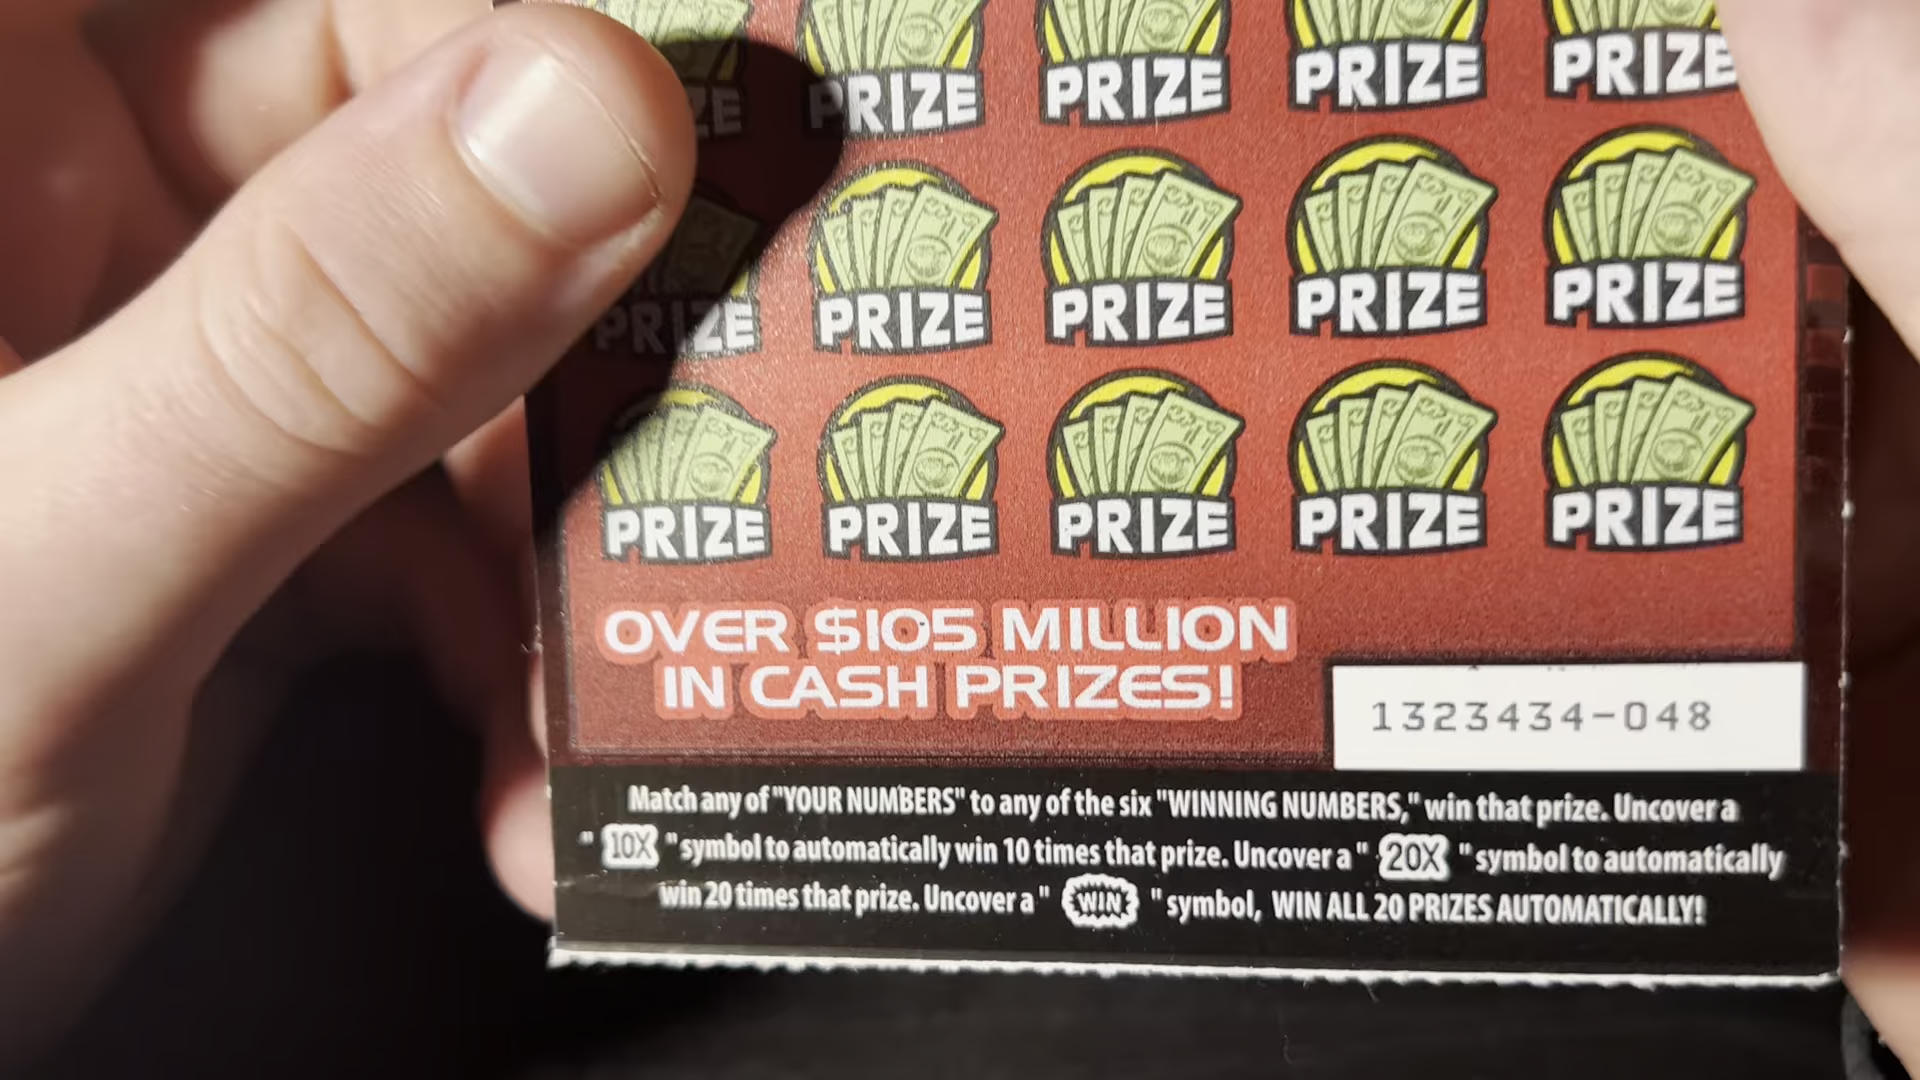 PRIZE PRIZE PRIZE PRIZE
PRIZE PRIZE PRIZE PRIZE PRIZE
PRIZE PRIZE PRIZE PRIZE PRIZE
OVER $105 MILLION
IN CASH PRIZES!
1323434-048
Match any of "YOUR NUMBERS" to any of the six "WINNING NUMBERS," win that prize. Uncover a
" 10X " symbol to automatically win 10 times that prize. Uncover a " 20X " symbol to automatically
win 20 times that prize. Uncover a " WIN " symbol, WIN ALL 20 PRIZES AUTOMATICALLY!